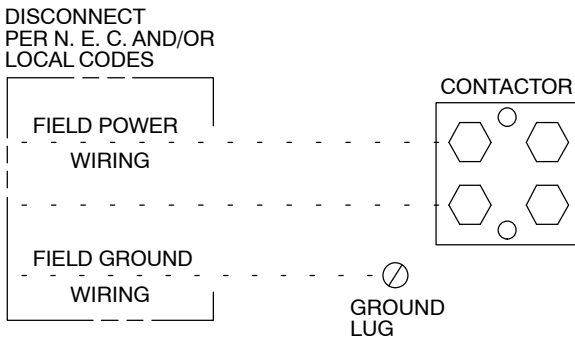 DISCONNECT
PER N. E. C. AND/OR
LOCAL CODES
CONTACTOR
FIELD POWER
WIRING
FIELD GROUND
WIRING
GROUND
LUG